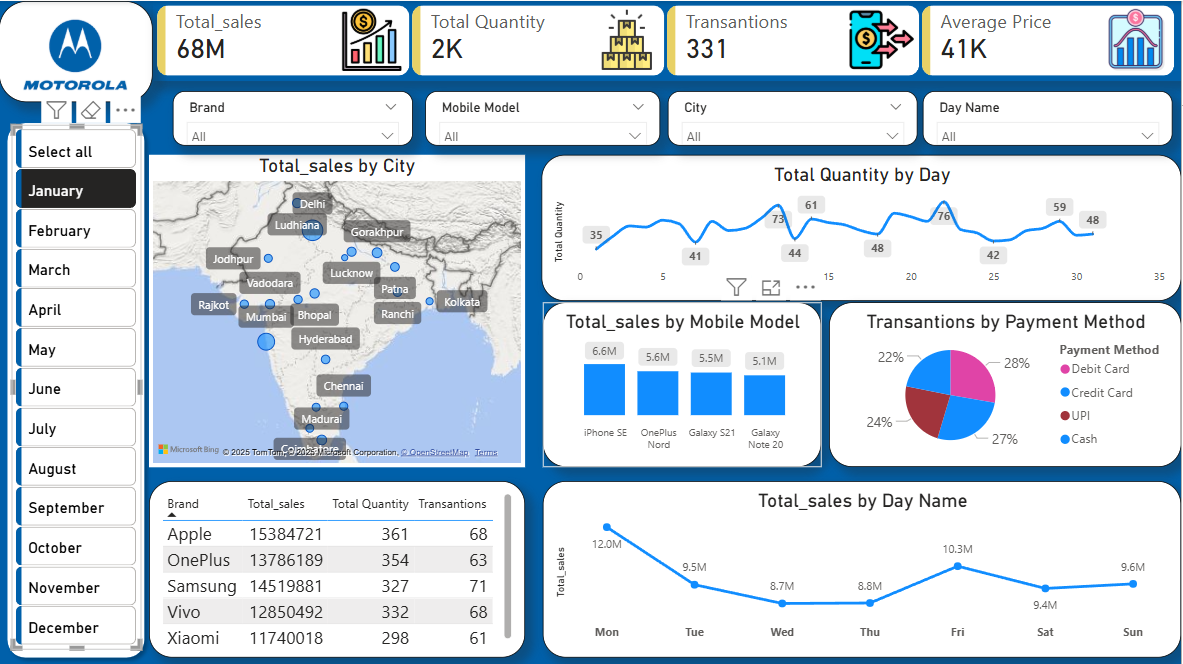 MOTOROLA
Total_sales
68M
Total Quantity
2K
Transantions
331
Average Price
41K
Brand
All
Mobile Model
All
City
All
Day Name
All
Select all
January
February
March
April
May
June
July
August
September
October
November
December
Total_sales by City
Delhi
Ludhiana
Gorakhpur
Jodhpur
Lucknow
Vadodara
Patna
Rajkot
Kolkata
Mumbai
Bhopal
Ranchi
Hyderabad
Chennai
Madurai
Microsoft Bing
© 2025 TomTom, © 2025 Microsoft Corporation, © OpenStreetMap Terms
Total Quantity by Day
Total Quantity
35
41
73
44
61
48
76
42
59
48
0 5 15 20 25 30 35
Total_sales by Mobile Model
6.6M 5.6M 5.5M 5.1M
iPhone SE OnePlus Nord Galaxy S21 Galaxy Note 20
Transantions by Payment Method
22%
28%
24%
27%
Payment Method
Debit Card
Credit Card
UPI
Cash
Brand Total_sales Total Quantity Transantions
Apple 15384721 361 68
OnePlus 13786189 354 63
Samsung 14519881 327 71
Vivo 12850492 332 68
Xiaomi 11740018 298 61
Total_sales by Day Name
Total_sales
12.0M
9.5M
8.7M
8.8M
10.3M
9.4M
9.6M
Mon Tue Wed Thu Fri Sat Sun